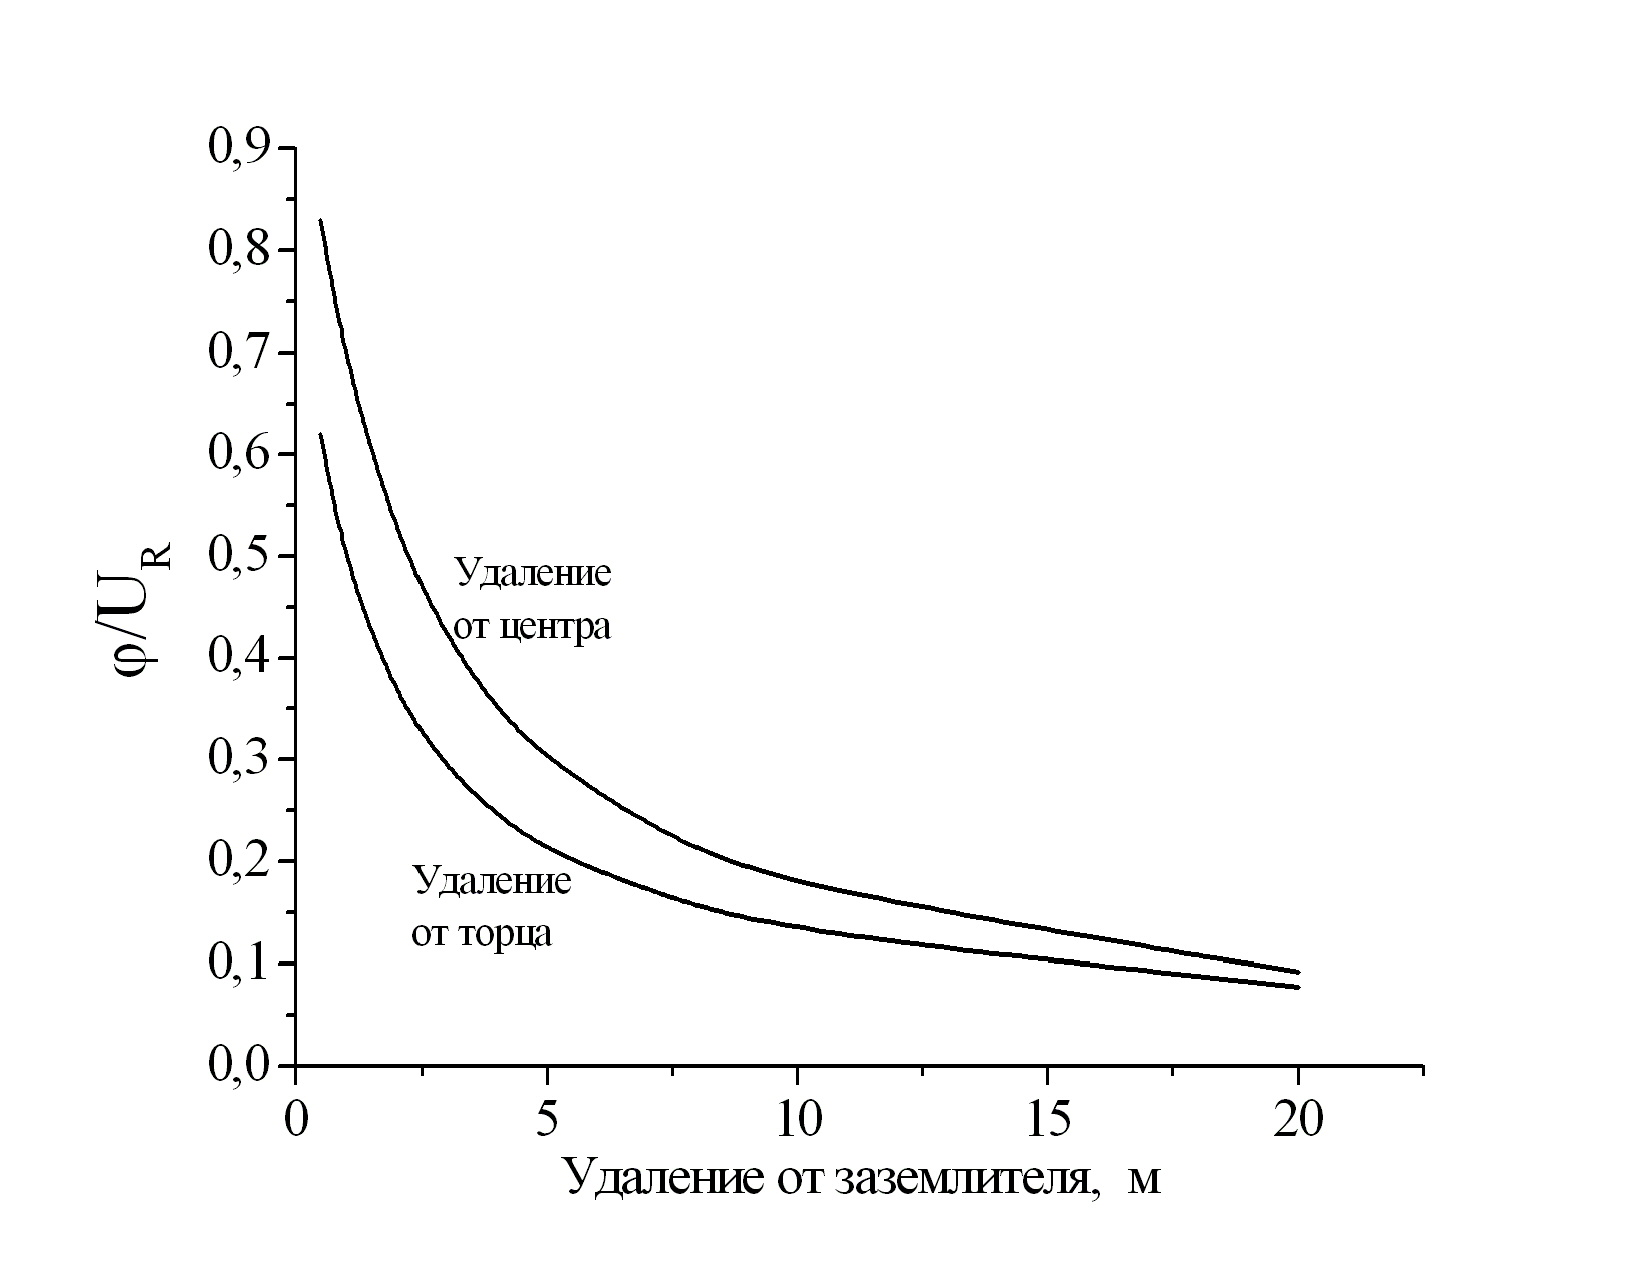 0,9
0,8
0,7
0,6
0,5
0,4
0,3
0,2
0,1
0,0
φ/U_R
Удаление
от центра
Удаление
от торца
0 5 10 15 20
Удаление от заземлителя, м